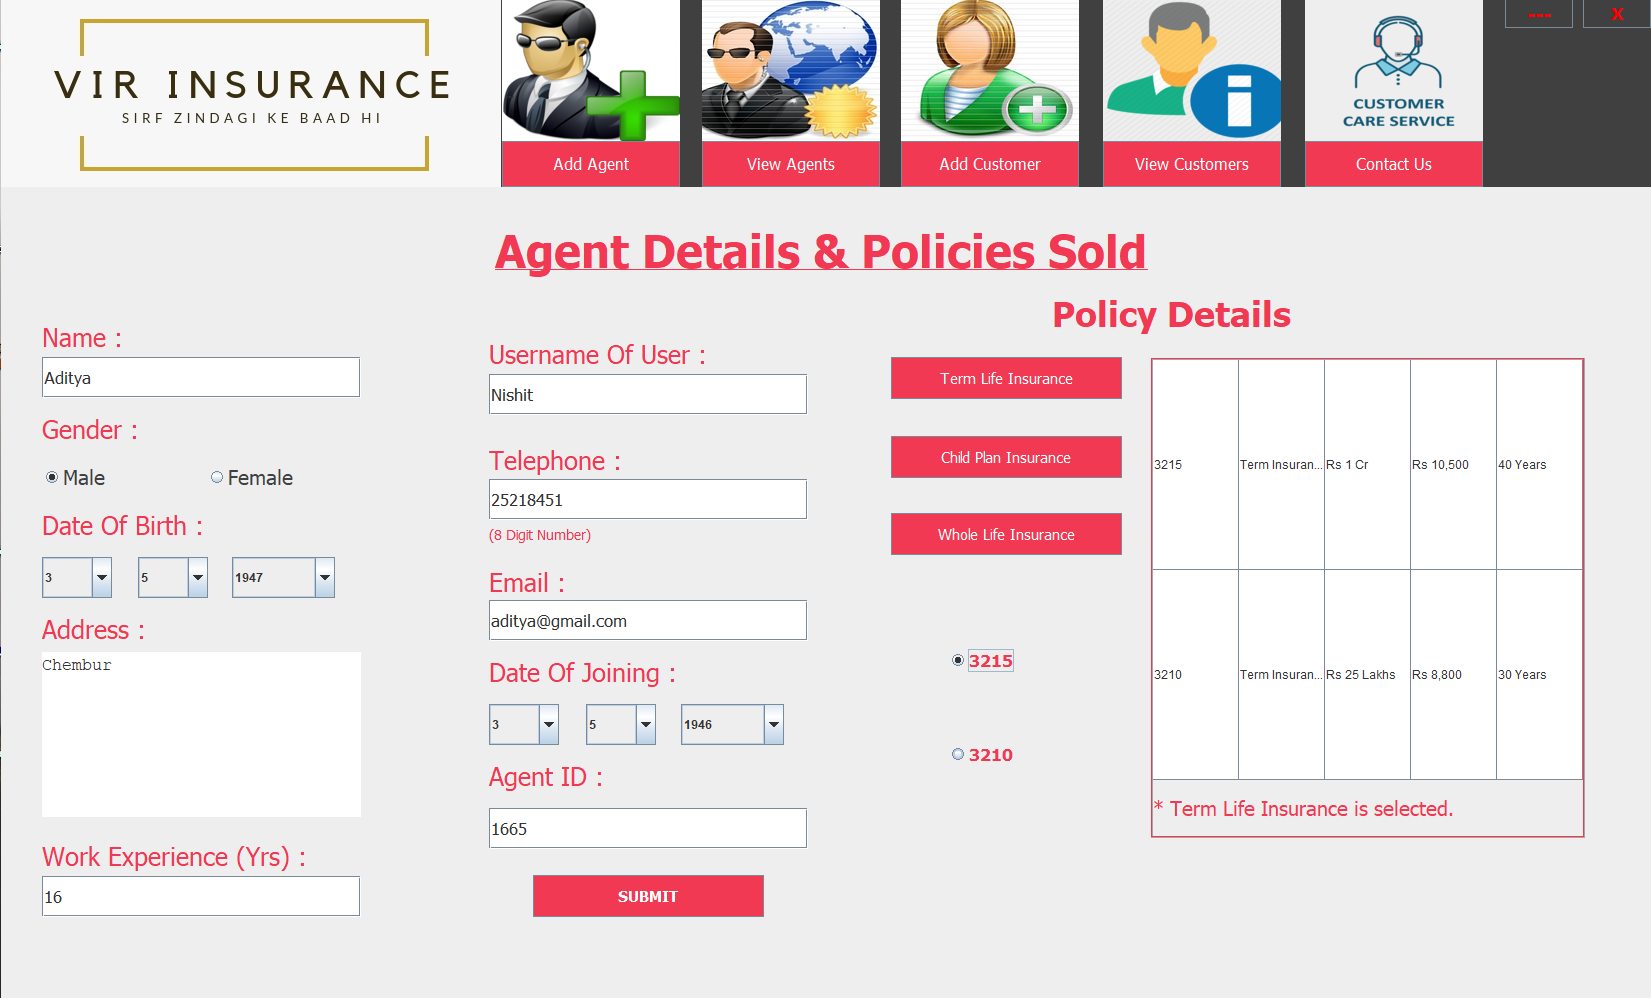 VIR INSURANCE
SIRF ZINDAGI KE BAAD HI
CUSTOMER
CARE SERVICE
Add Agent
View Agents
Add Customer
View Customers
Contact Us
---
X
Agent Details & Policies Sold
Name :
Aditya
Gender :
Male
Female
Date Of Birth :
3
5
1947
Address :
Chembur
Work Experience (Yrs) :
16
Username Of User :
Nishit
Telephone :
25218451
(8 Digit Number)
Email :
aditya@gmail.com
Date Of Joining :
3
5
1946
Agent ID :
1665
SUBMIT
Policy Details
Term Life Insurance
Child Plan Insurance
Whole Life Insurance
3215
3210
3215 Term Insuran... Rs 1 Cr Rs 10,500 40 Years
3210 Term Insuran... Rs 25 Lakhs Rs 8,800 30 Years
* Term Life Insurance is selected.